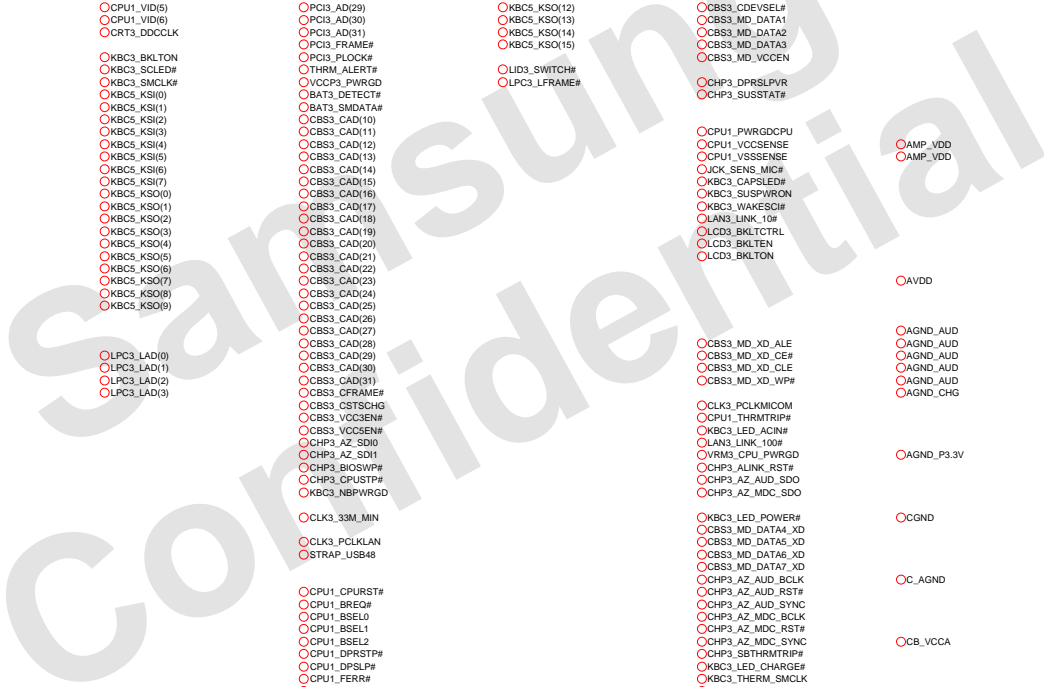 CPU1_VID(5)
CPU1_VID(6)
CRT3_DDCCLK
KBC3_BKLTON
KBC3_SCLED#
KBC3_SMCLK#
KBC5_KSI(0)
KBC5_KSI(1)
KBC5_KSI(2)
KBC5_KSI(3)
KBC5_KSI(4)
KBC5_KSI(5)
KBC5_KSI(6)
KBC5_KSI(7)
KBC5_KSO(0)
KBC5_KSO(1)
KBC5_KSO(2)
KBC5_KSO(3)
KBC5_KSO(4)
KBC5_KSO(5)
KBC5_KSO(6)
KBC5_KSO(7)
KBC5_KSO(8)
KBC5_KSO(9)
LPC3_LAD(0)
LPC3_LAD(1)
LPC3_LAD(2)
LPC3_LAD(3)
PCI3_AD(29)
PCI3_AD(30)
PCI3_AD(31)
PCI3_FRAME#
PCI3_PLOCK#
THRM_ALERT#
VCCP3_PWRGD
BAT3_DETECT#
BAT3_SMDATA#
CBS3_CAD(10)
CBS3_CAD(11)
CBS3_CAD(12)
CBS3_CAD(13)
CBS3_CAD(14)
CBS3_CAD(15)
CBS3_CAD(16)
CBS3_CAD(17)
CBS3_CAD(18)
CBS3_CAD(19)
CBS3_CAD(20)
CBS3_CAD(21)
CBS3_CAD(22)
CBS3_CAD(23)
CBS3_CAD(24)
CBS3_CAD(25)
CBS3_CAD(26)
CBS3_CAD(27)
CBS3_CAD(28)
CBS3_CAD(29)
CBS3_CAD(30)
CBS3_CAD(31)
CBS3_CFRAME#
CBS3_CSTSCHG
CBS3_VCC3EN#
CBS3_VCC5EN#
CHP3_AZ_SDI0
CHP3_AZ_SDI1
CHP3_BIOSWP#
CHP3_CPUSTP#
KBC3_NBPWRGD
CLK3_33M_MIN
CLK3_PCLKLAN
STRAP_USB48
CPU1_CPURST#
CPU1_BREQ#
CPU1_BSEL0
CPU1_BSEL1
CPU1_BSEL2
CPU1_DPRSTP#
CPU1_DPSLP#
CPU1_FERR#
KBC5_KSO(12)
KBC5_KSO(13)
KBC5_KSO(14)
KBC5_KSO(15)
LID3_SWITCH#
LPC3_LFRAME#
CBS3_CDEVSEL#
CBS3_MD_DATA1
CBS3_MD_DATA2
CBS3_MD_DATA3
CBS3_MD_VCCEN
CHP3_DPRSLPVR
CHP3_SUSSTAT#
CPU1_PWRGDCPU
CPU1_VCCSENSE
CPU1_VSSSENSE
JCK_SENS_MIC#
KBC3_CAPSLED#
KBC3_SUSPWRON
KBC3_WAKESCI#
LAN3_LINK_10#
LCD3_BKLTCTRL
LCD3_BKLTEN
LCD3_BKLTON
CBS3_MD_XD_ALE
CBS3_MD_XD_CE#
CBS3_MD_XD_CLE
CBS3_MD_XD_WP#
CLK3_PCLKMICOM
CPU1_THRMTRIP#
KBC3_LED_ACIN#
LAN3_LINK_100#
VRM3_CPU_PWRGD
CHP3_ALINK_RST#
CHP3_AZ_AUD_SDO
CHP3_AZ_MDC_SDO
KBC3_LED_POWER#
CBS3_MD_DATA4_XD
CBS3_MD_DATA5_XD
CBS3_MD_DATA6_XD
CBS3_MD_DATA7_XD
CHP3_AZ_AUD_BCLK
CHP3_AZ_AUD_RST#
CHP3_AZ_AUD_SYNC
CHP3_AZ_MDC_BCLK
CHP3_AZ_MDC_RST#
CHP3_AZ_MDC_SYNC
CHP3_SBTHRMTRIP#
KBC3_LED_CHARGE#
KBC3_THERM_SMCLK
AMP_VDD
AMP_VDD
AVDD
AGND_AUD
AGND_AUD
AGND_AUD
AGND_AUD
AGND_AUD
AGND_CHG
AGND_P3.3V
CGND
C_AGND
CB_VCCA
Samsung
Confidential